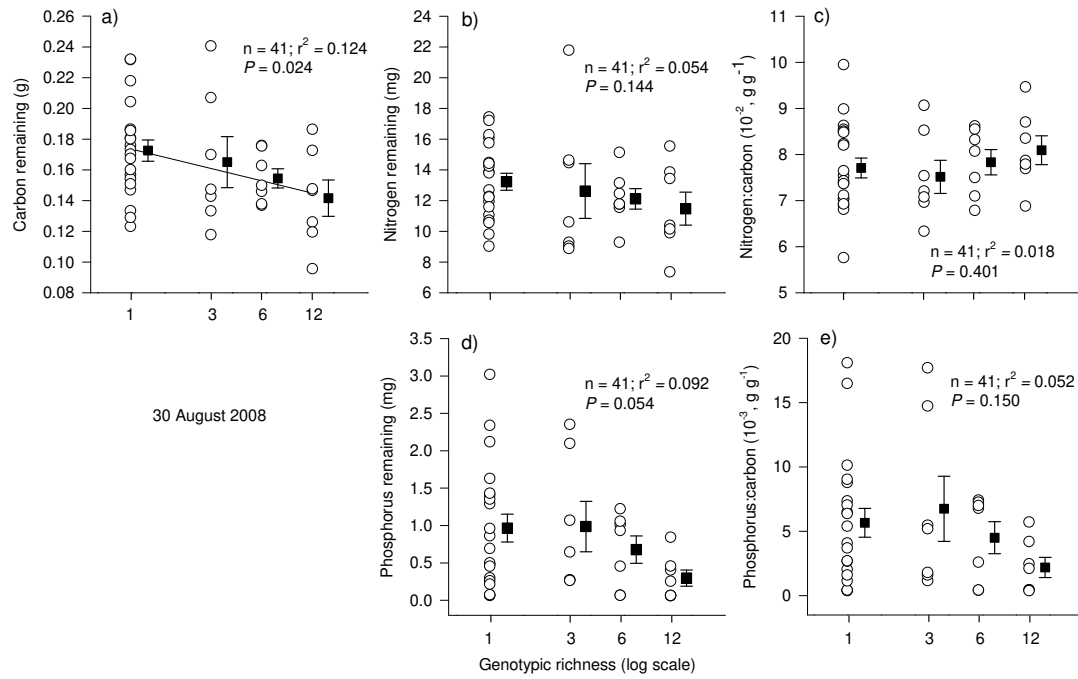 a)
n = 41; r² = 0.124
P = 0.024
Carbon remaining (g)
0.26
0.24
0.22
0.20
0.18
0.16
0.14
0.12
0.10
0.08
1 3 6 12
b)
n = 41; r² = 0.054
P = 0.144
Nitrogen remaining (mg)
24
22
20
18
16
14
12
10
8
6
1 3 6 12
c)
n = 41; r² = 0.018
P = 0.401
Nitrogen:carbon (10⁻², g g⁻¹)
11
10
9
8
7
6
5
30 August 2008
d)
n = 41; r² = 0.092
P = 0.054
Phosphorus remaining (mg)
3.5
3.0
2.5
2.0
1.5
1.0
0.5
0.0
1 3 6 12
e)
n = 41; r² = 0.052
P = 0.150
Phosphorus:carbon (10⁻³, g g⁻¹)
20
15
10
5
0
1 3 6 12
Genotypic richness (log scale)